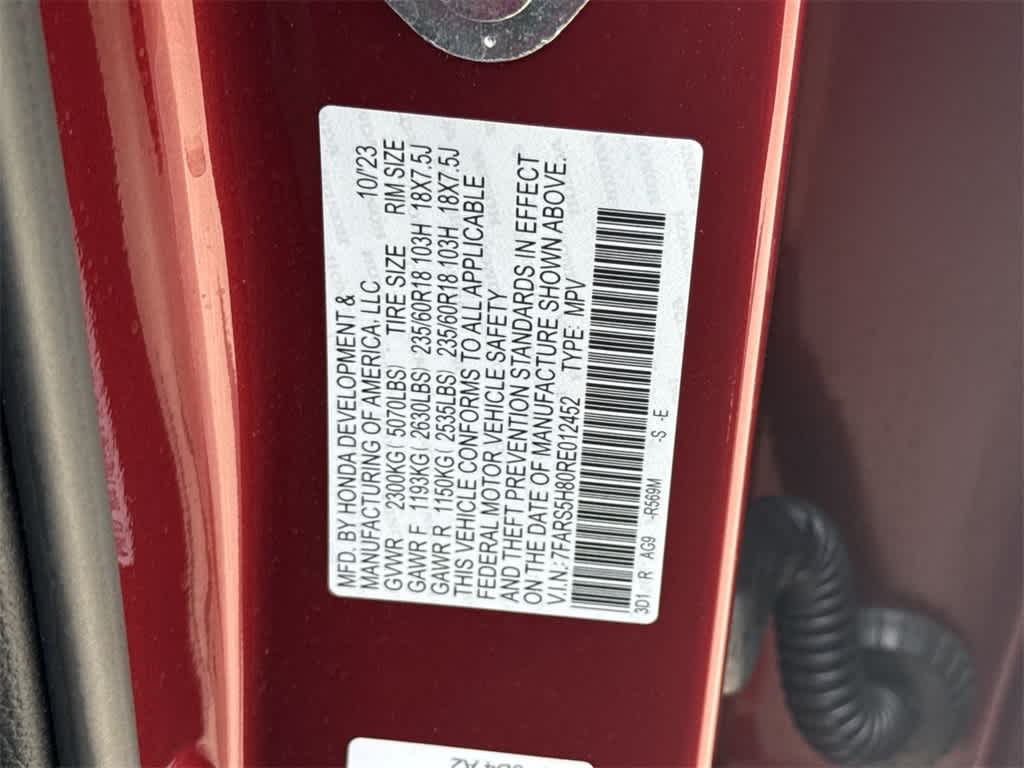 MFD. BY HONDA DEVELOPMENT &
MANUFACTURING OF AMERICA, LLC 10/'23
GVWR 2300KG ( 5070LBS) TIRE SIZE RIM SIZE
GAWR F 1193KG ( 2630LBS) 235/60R18 103H 18X7.5J
GAWR R 1150KG ( 2535LBS) 235/60R18 103H 18X7.5J
THIS VEHICLE CONFORMS TO ALL APPLICABLE
FEDERAL MOTOR VEHICLE SAFETY
AND THEFT PREVENTION STANDARDS IN EFFECT
ON THE DATE OF MANUFACTURE SHOWN ABOVE.
V.I.N.: 7FARS5H80RE012452 TYPE: MPV
3D1 R AG9 -R569M -S -E